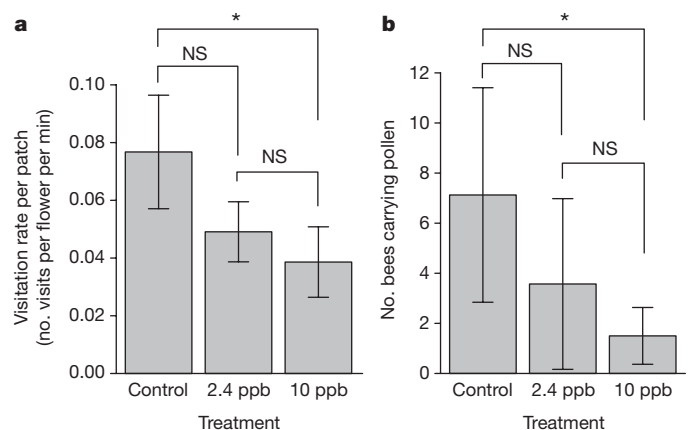 a
*
NS
NS
0.10
0.08
0.06
0.04
0.02
0.00
Visitation rate per patch
(no. visits per flower per min)
Control 2.4 ppb 10 ppb
Treatment
b
*
NS
NS
12
10
8
6
4
2
0
No. bees carrying pollen
Control 2.4 ppb 10 ppb
Treatment